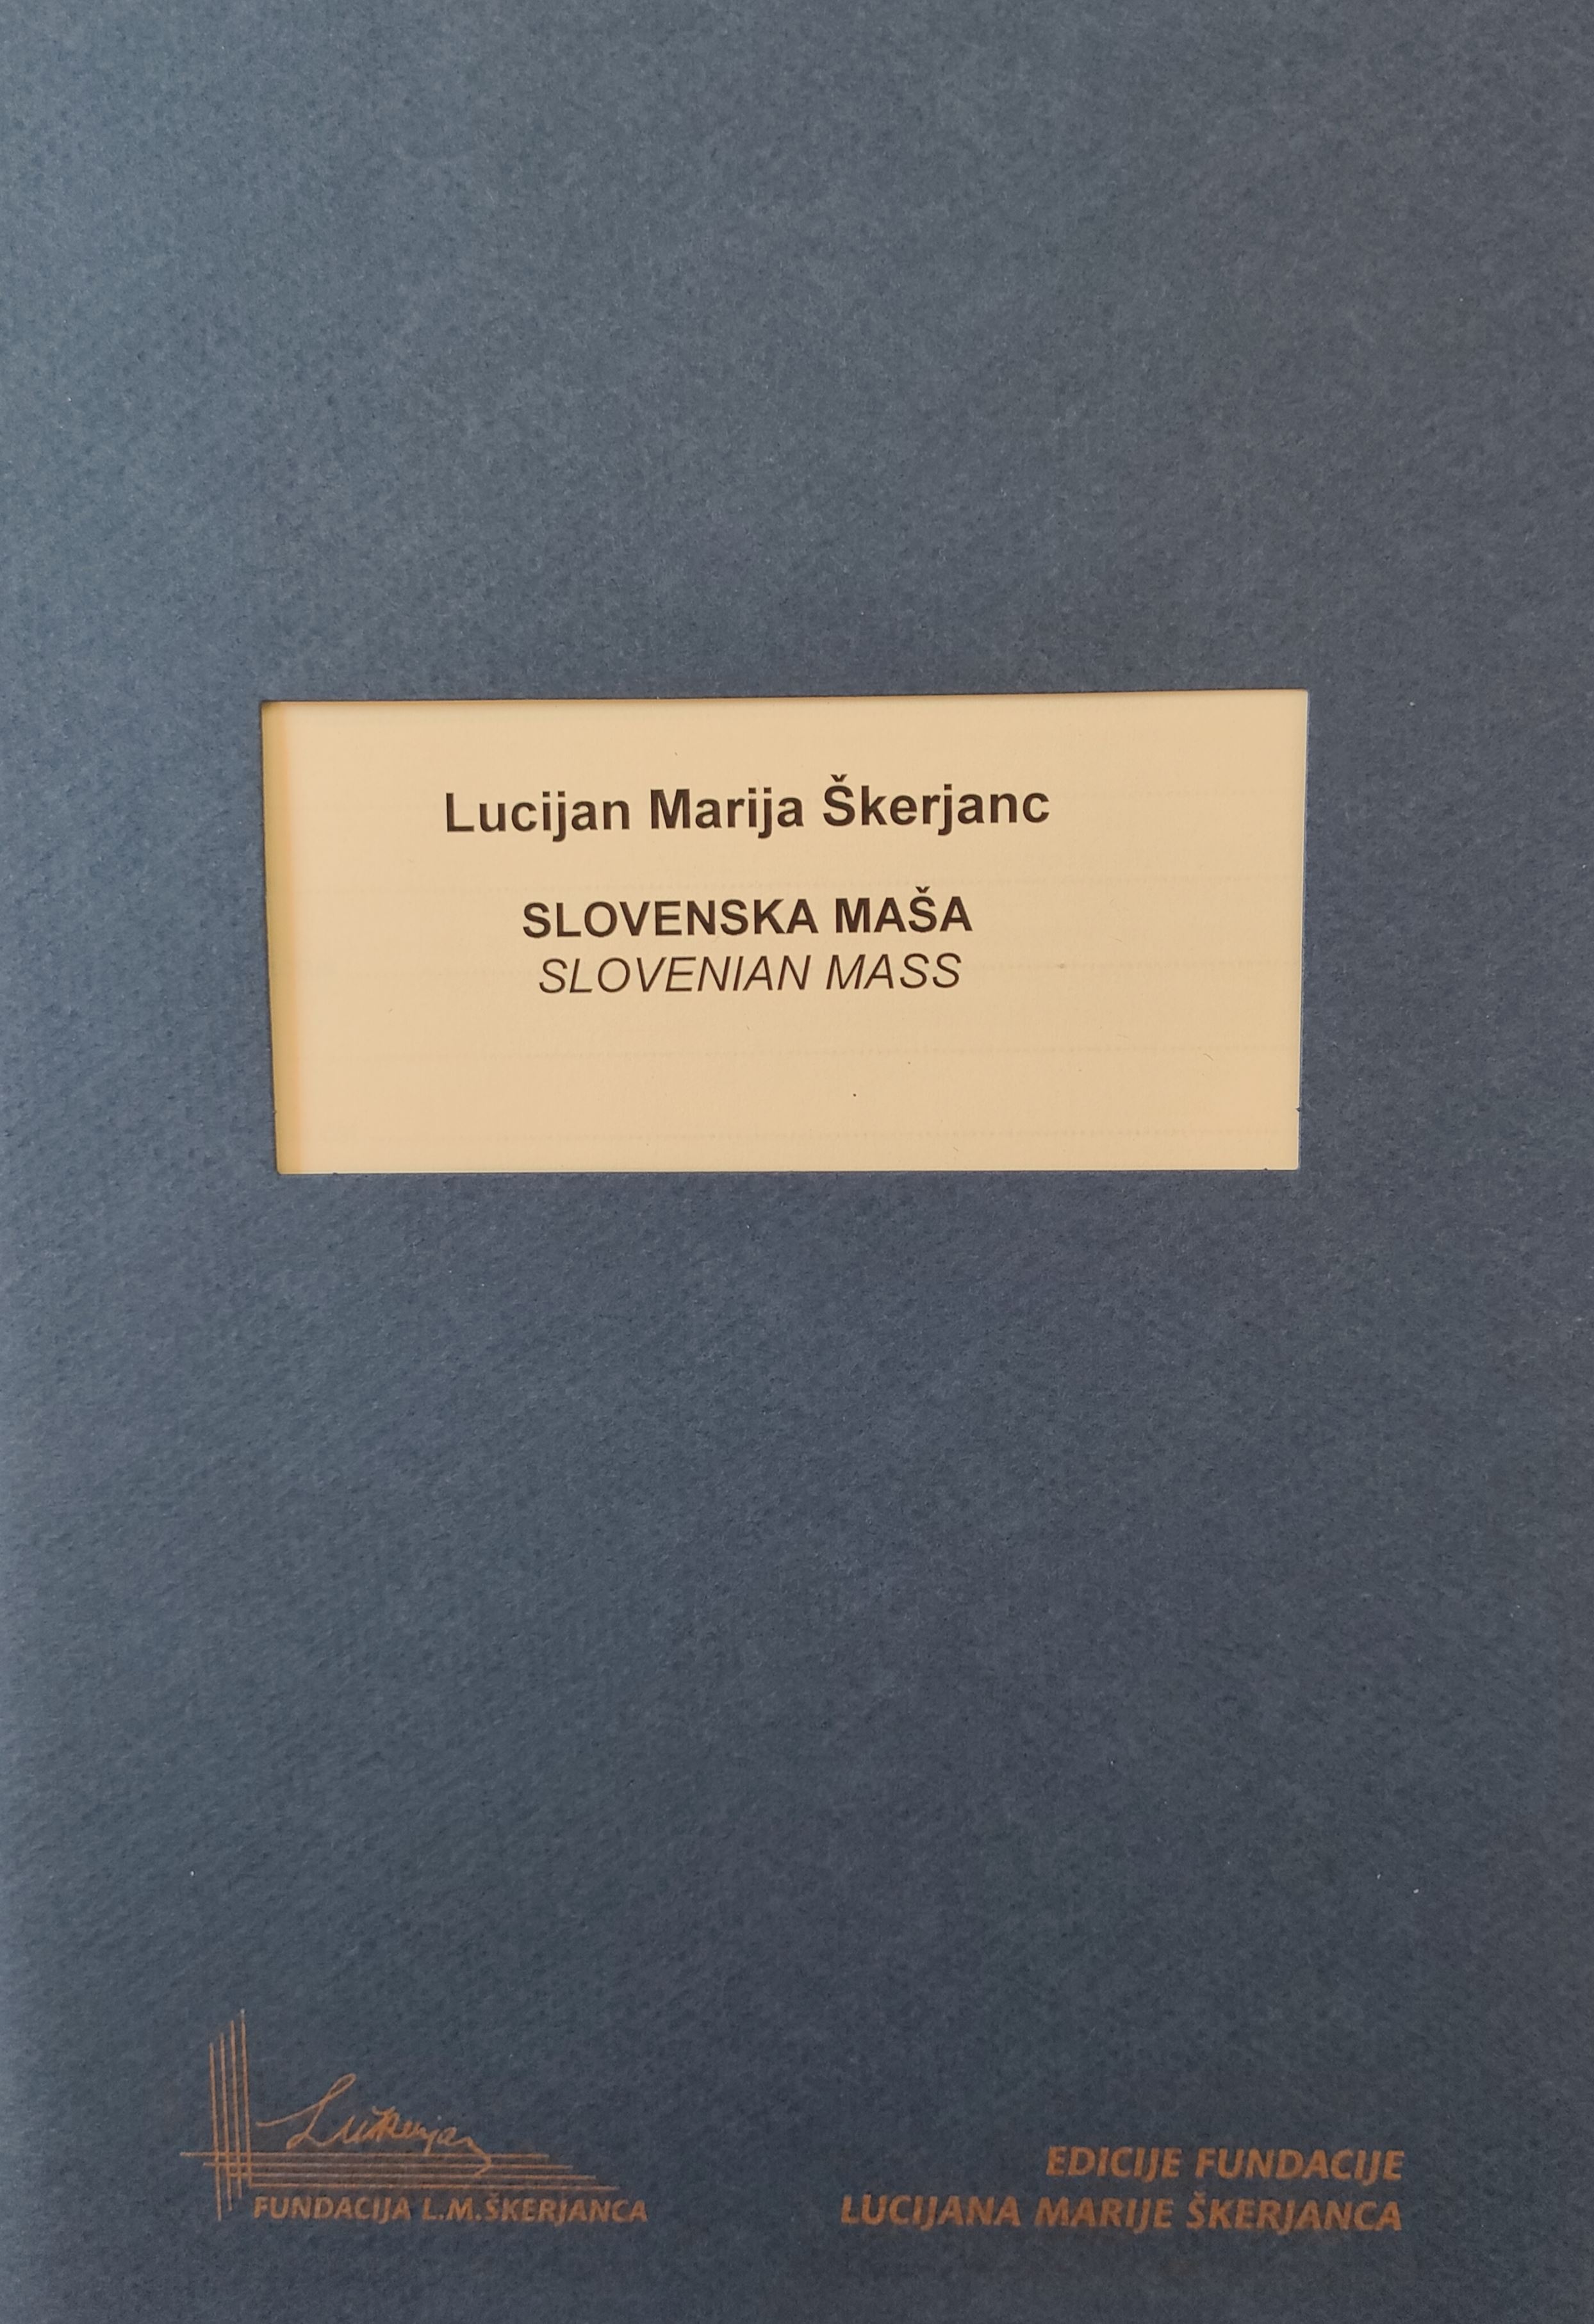 Lucijan Marija Škerjanc
SLOVENSKA MAŠA
SLOVENIAN MASS
FUNDACIJA L.M.ŠKERJANCA
EDICIJE FUNDACIJE
LUCIJANA MARIJE ŠKERJANCA